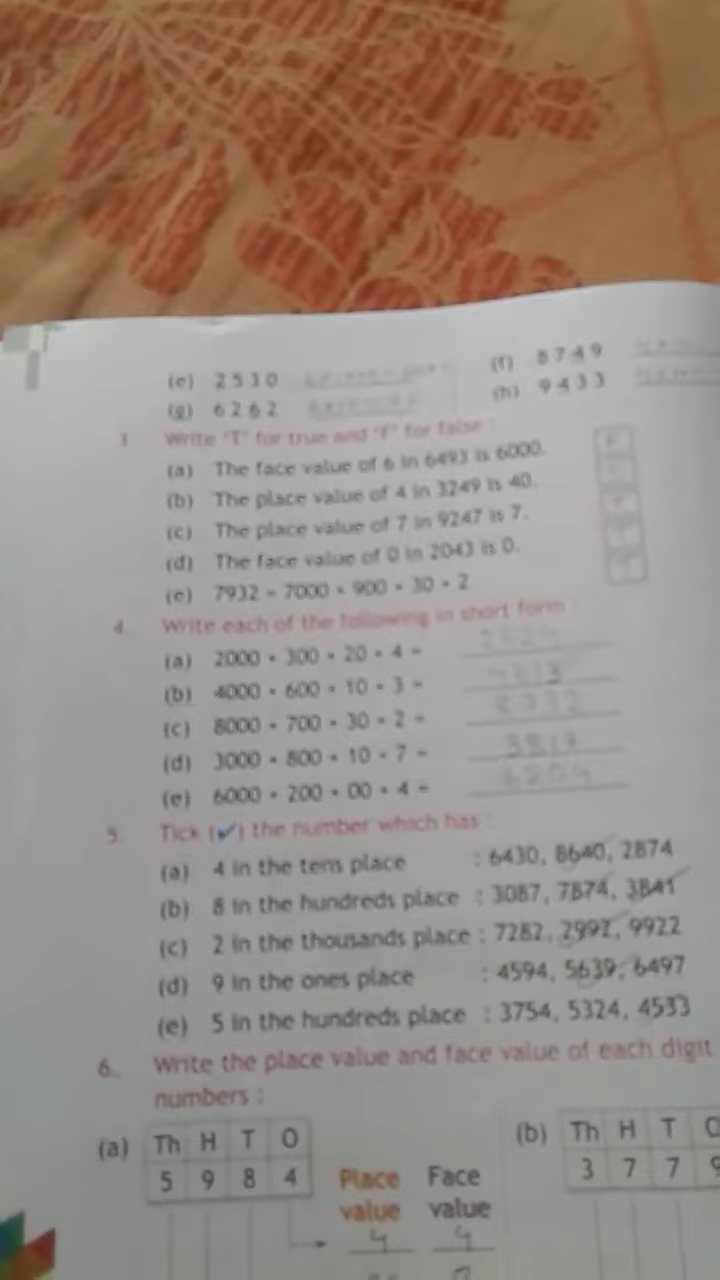 (e) 2530
(f) 8749
(g) 6262
(h) 9433
3. Write "T" for true and "F" for false :
(a) The face value of 6 in 6493 is 6000.
(b) The place value of 4 in 3249 is 40.
(c) The place value of 7 in 9247 is 7.
(d) The face value of 0 in 2043 is 0.
(e) 7932 = 7000 + 900 + 30 + 2
4. Write each of the following in short form :
(a) 2000 + 300 + 20 + 4 =
(b) 4000 + 600 + 10 + 3 = 4613
(c) 8000 + 700 + 30 + 2 = 8732
(d) 3000 + 800 + 10 + 7 = 3817
(e) 6000 + 200 + 00 + 4 = 6204
5. Tick (✔) the number which has :
(a) 4 in the tens place : 6430, 8640, 2874
(b) 8 in the hundreds place : 3087, 7874, 3841
(c) 2 in the thousands place : 7282, 2992, 9922
(d) 9 in the ones place : 4594, 5639, 6497
(e) 5 in the hundreds place : 3754, 5324, 4533
6. Write the place value and face value of each digit
numbers :
(a) Th H T O
5 9 8 4
Place value
Face value
4 4
(b) Th H T O
3 7 7 9